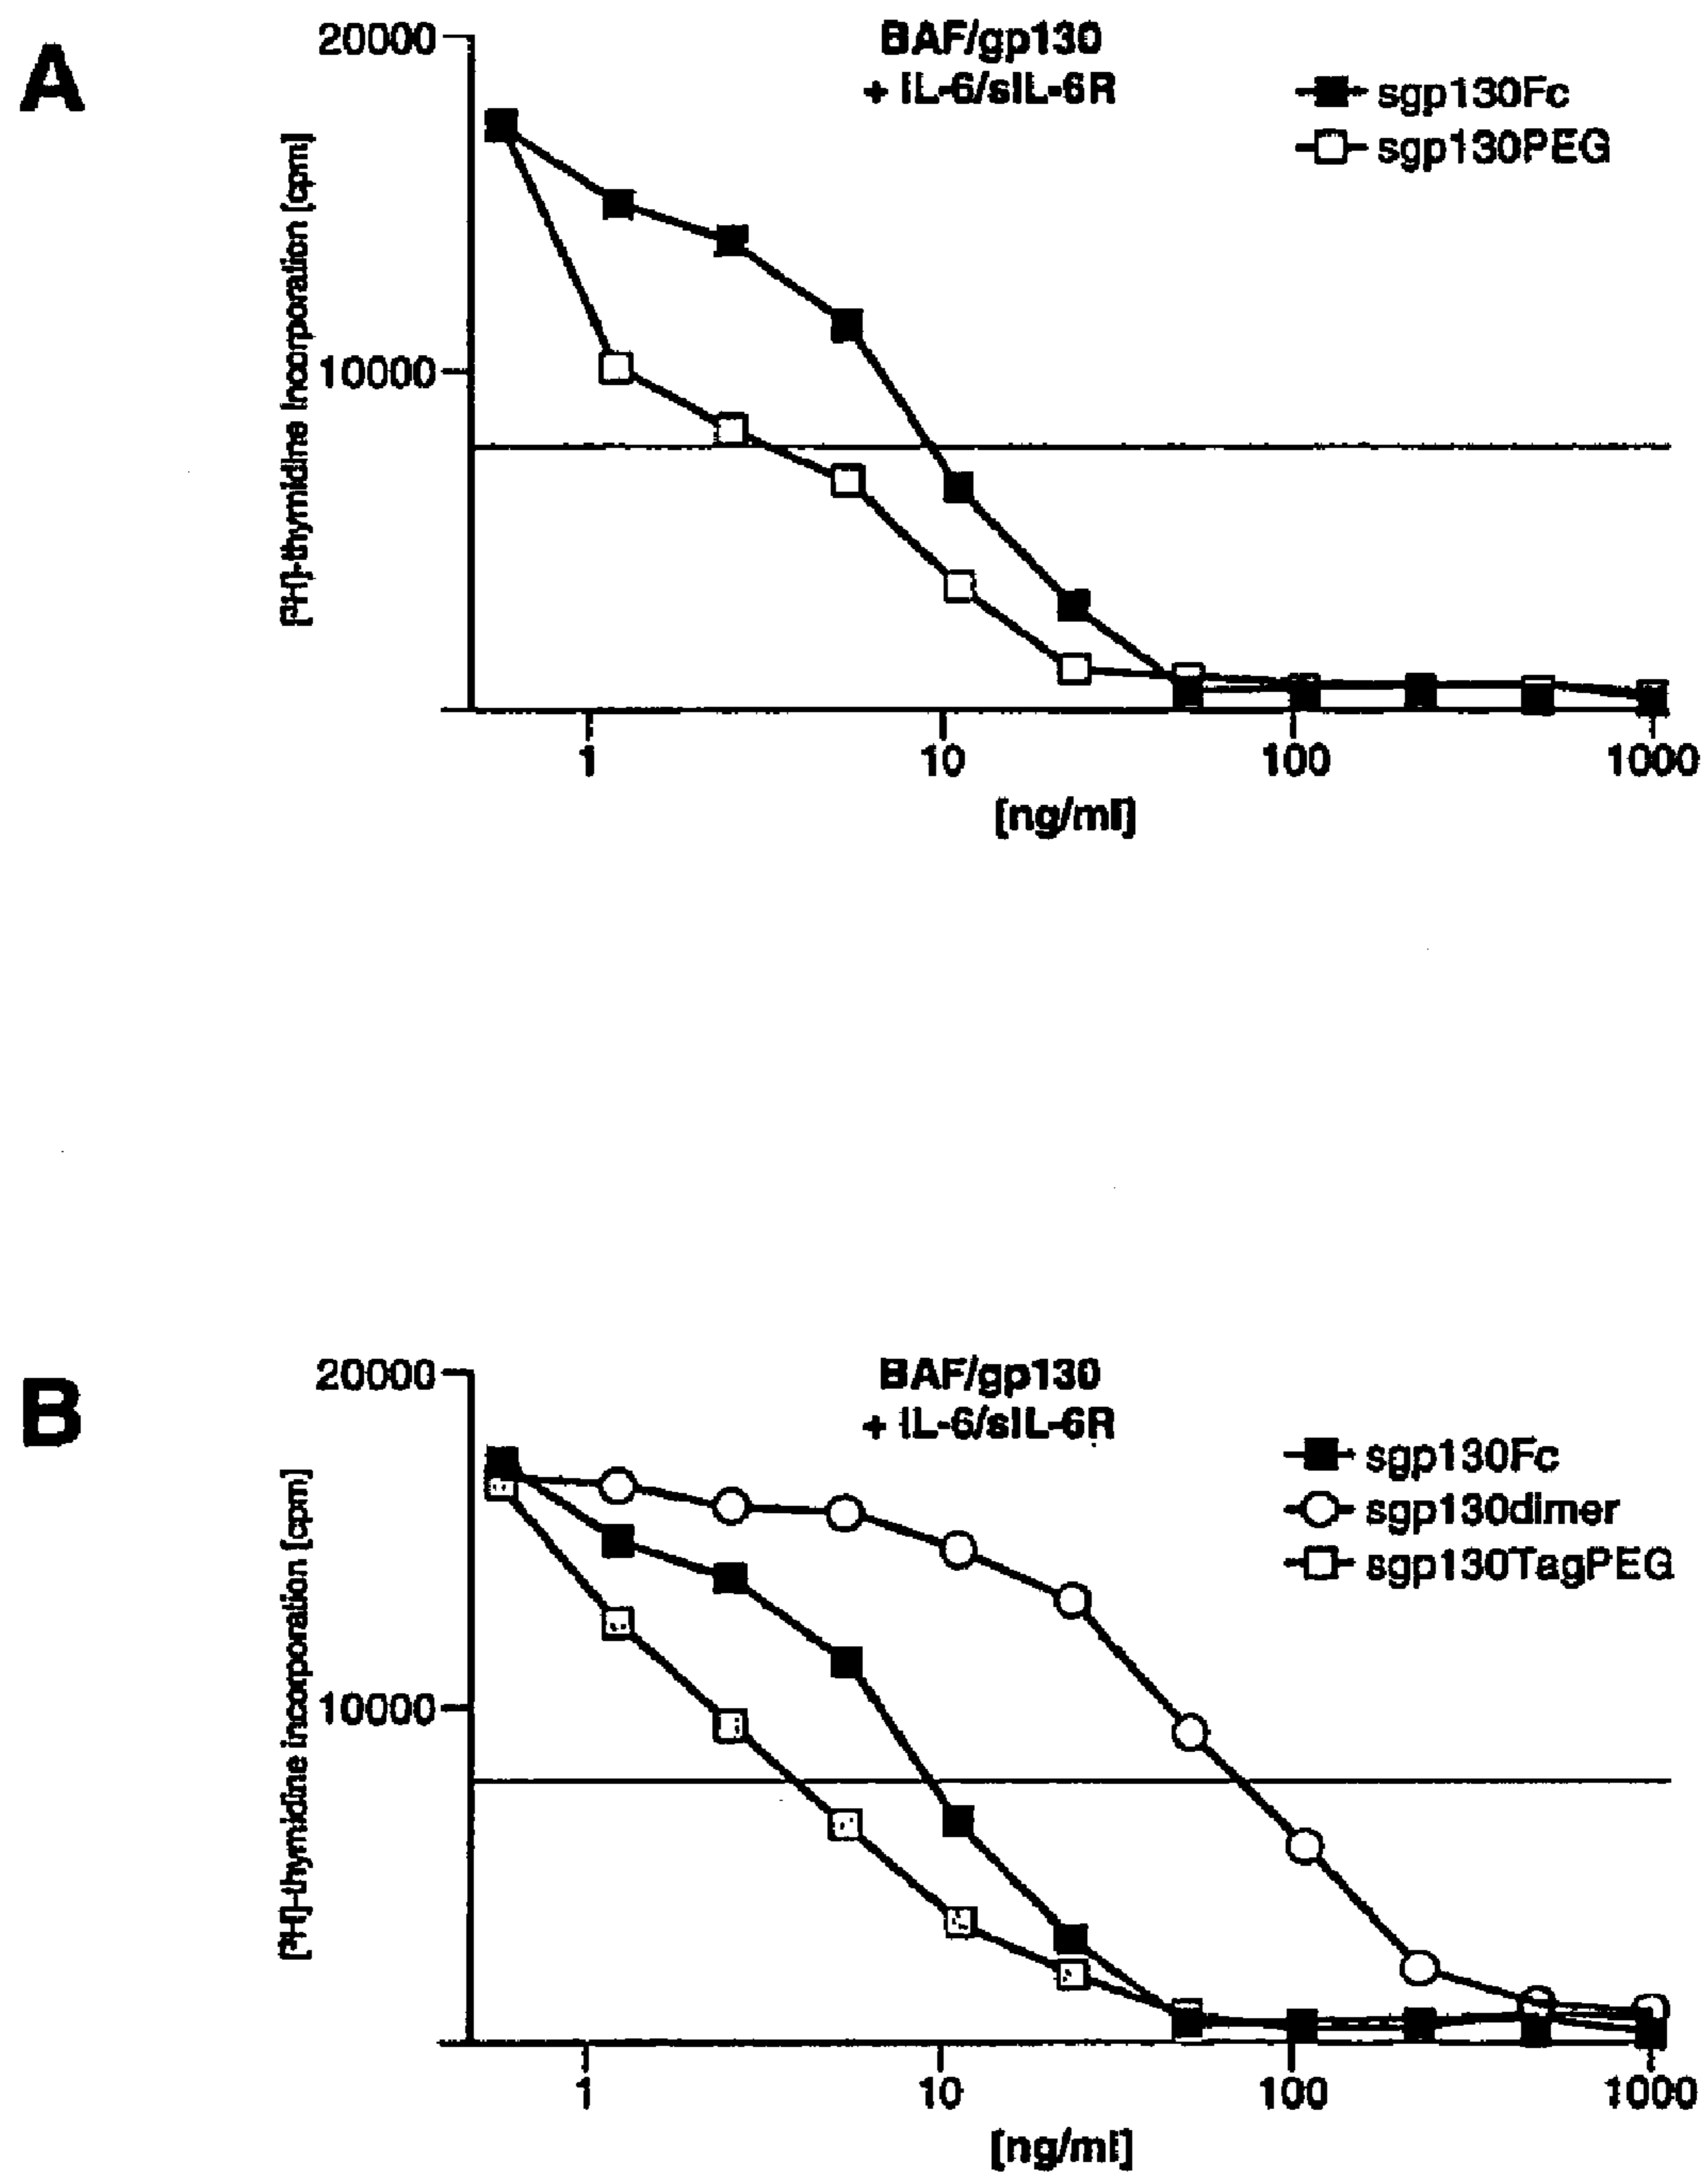 A
20000
BAF/gp130
+ IL-6/sIL-6R
sgp130Fc
sgp130PEG
[³H]-thymidine incorporation [cpm]
10000
1
10
100
1000
[ng/ml]
B
20000
BAF/gp130
+ IL-6/sIL-6R
sgp130Fc
sgp130dimer
sgp130TagPEG
[³H]-thymidine incorporation [cpm]
10000
1
10
100
1000
[ng/ml]